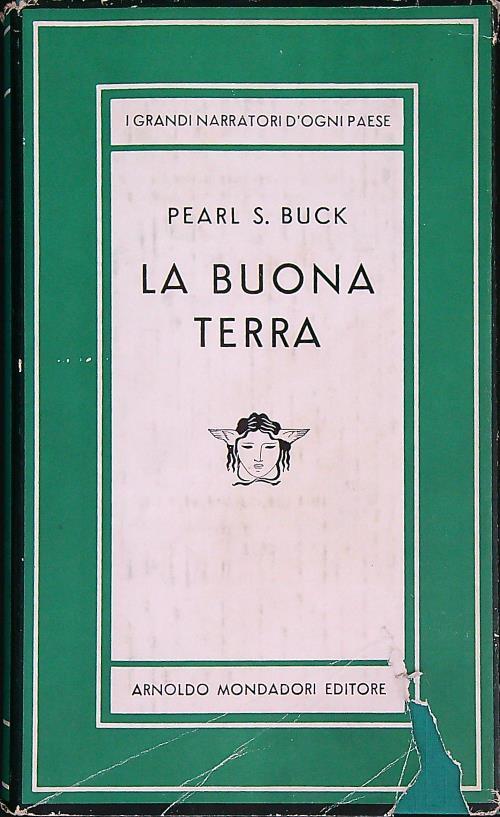 I GRANDI NARRATORI D'OGNI PAESE
PEARL S. BUCK
LA BUONA
TERRA
ARNOLDO MONDADORI EDITORE